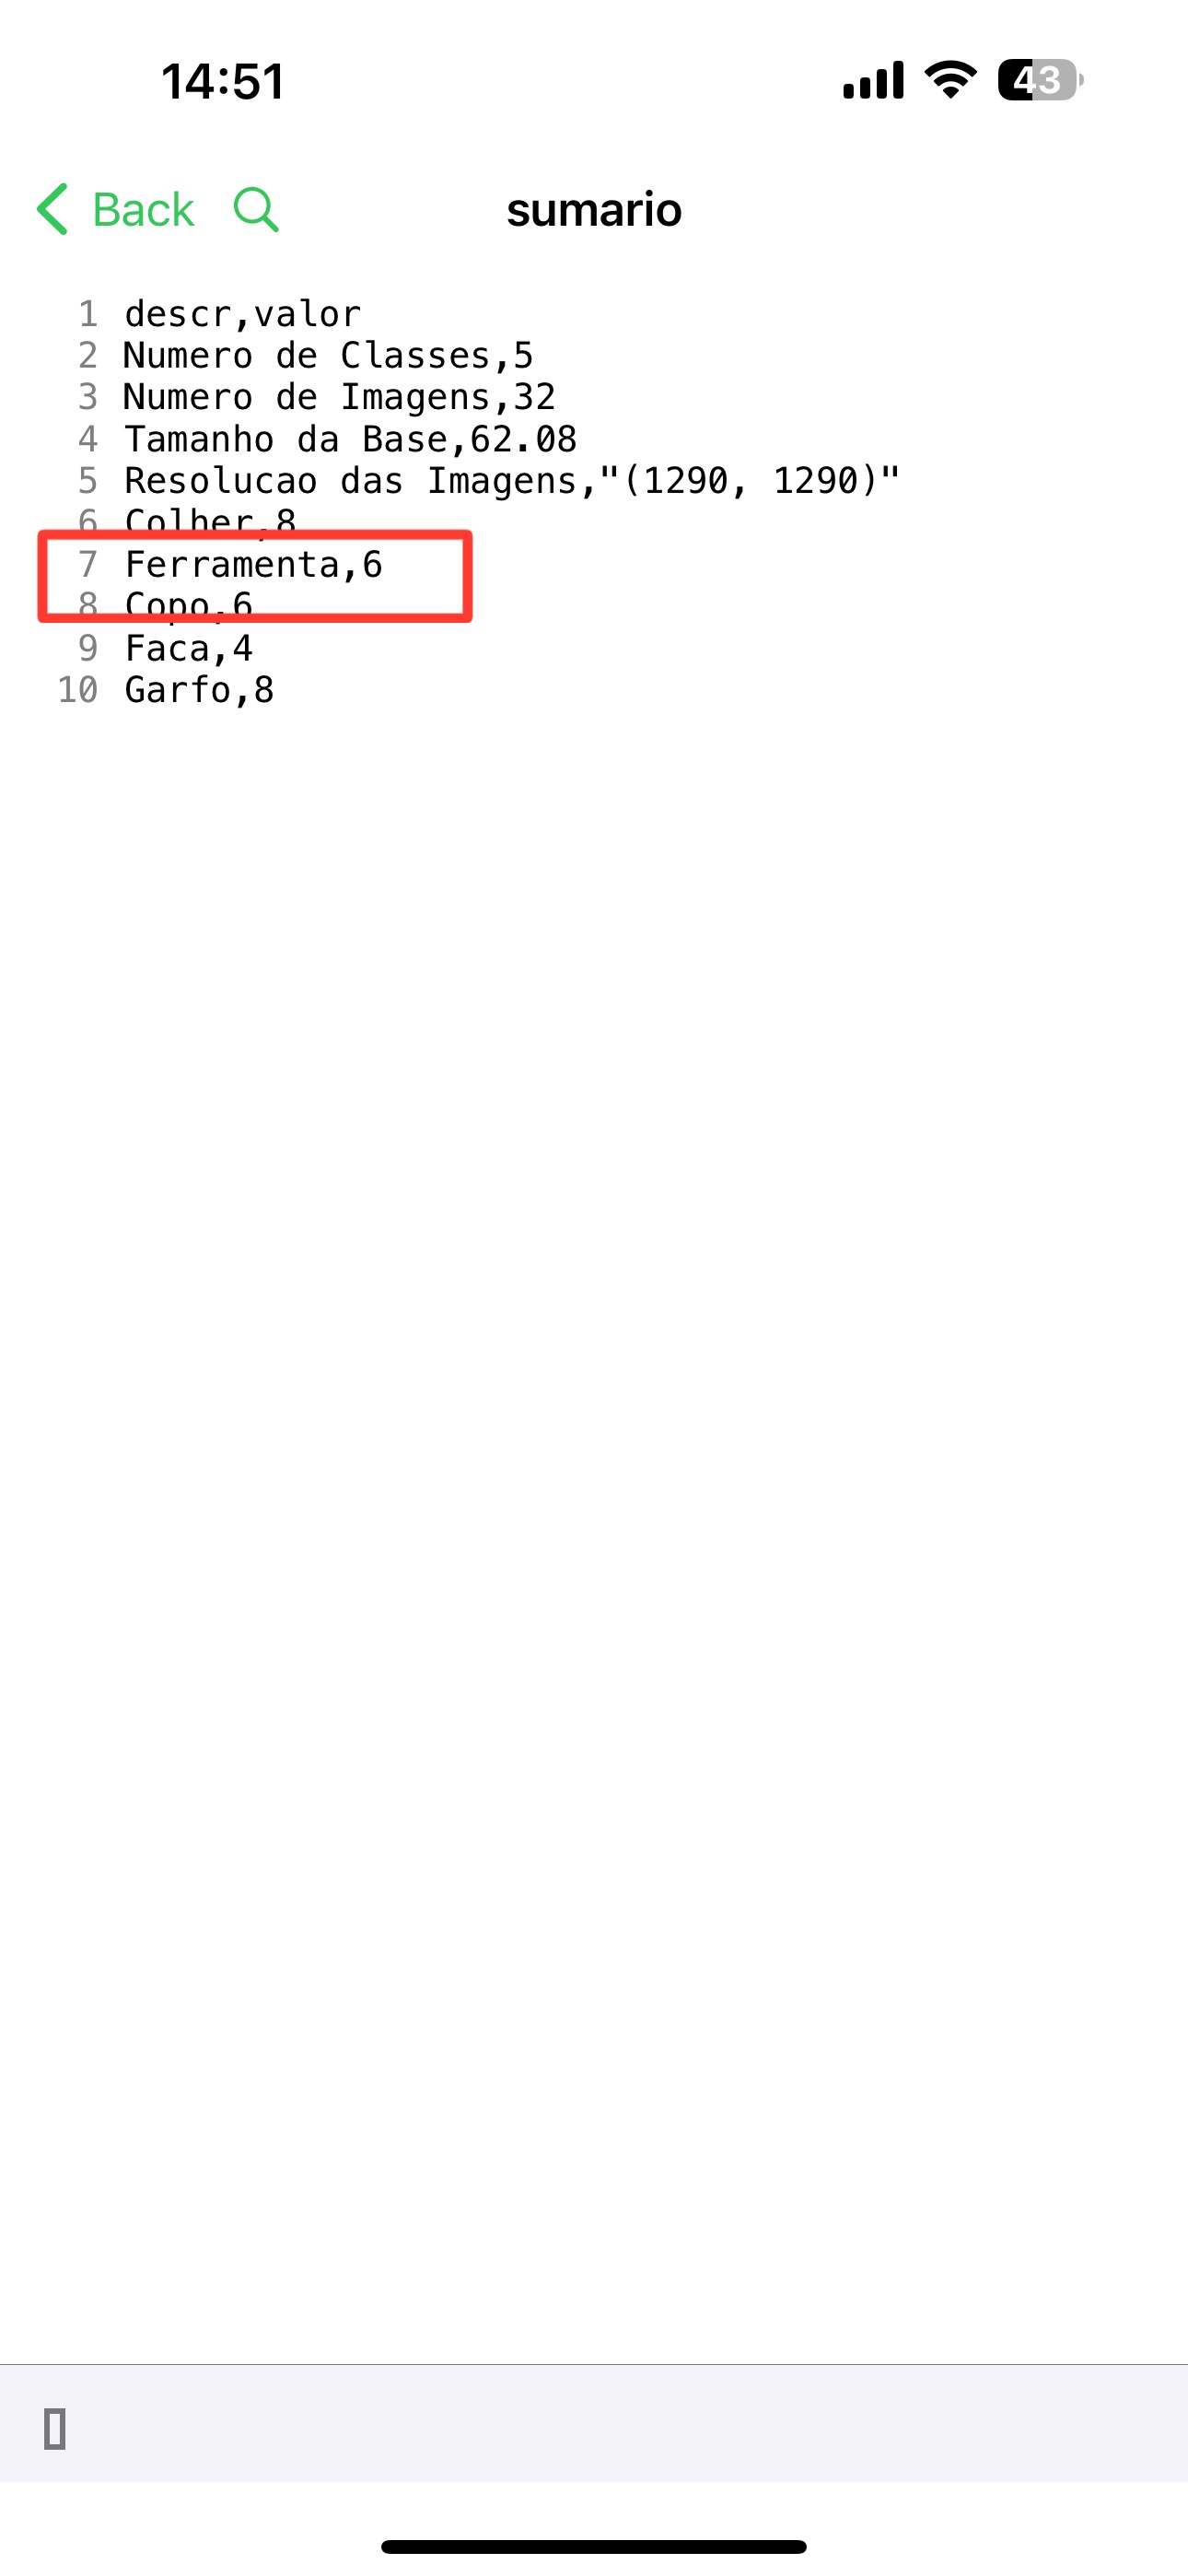 14:51
43
Back
sumario
1 descr,valor
2 Numero de Classes,5
3 Numero de Imagens,32
4 Tamanho da Base,62.08
5 Resolucao das Imagens,"(1290, 1290)"
6 Colher,8
7 Ferramenta,6
8 Copo,6
9 Faca,4
10 Garfo,8